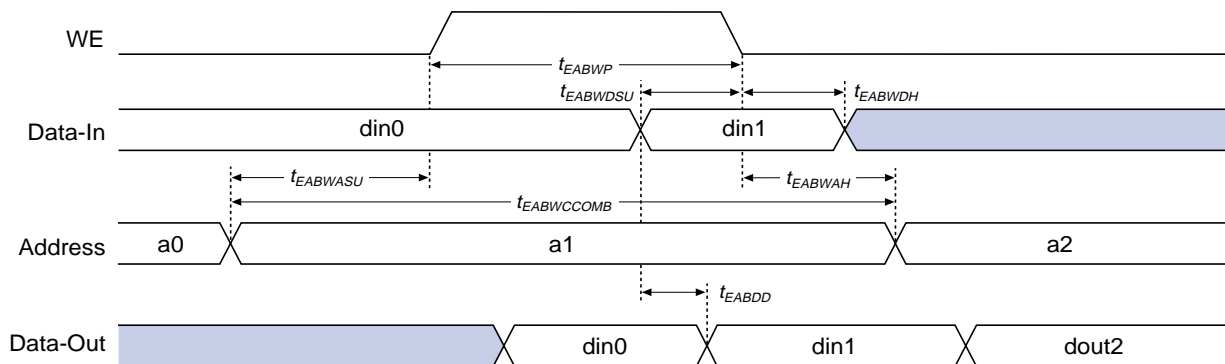 WE
tEABWP
tEABWDSU
tEABWDH
Data-In
din0
din1
tEABWASU
tEABWAH
tEABWCCOMB
Address
a0
a1
a2
tEABDD
Data-Out
din0
din1
dout2